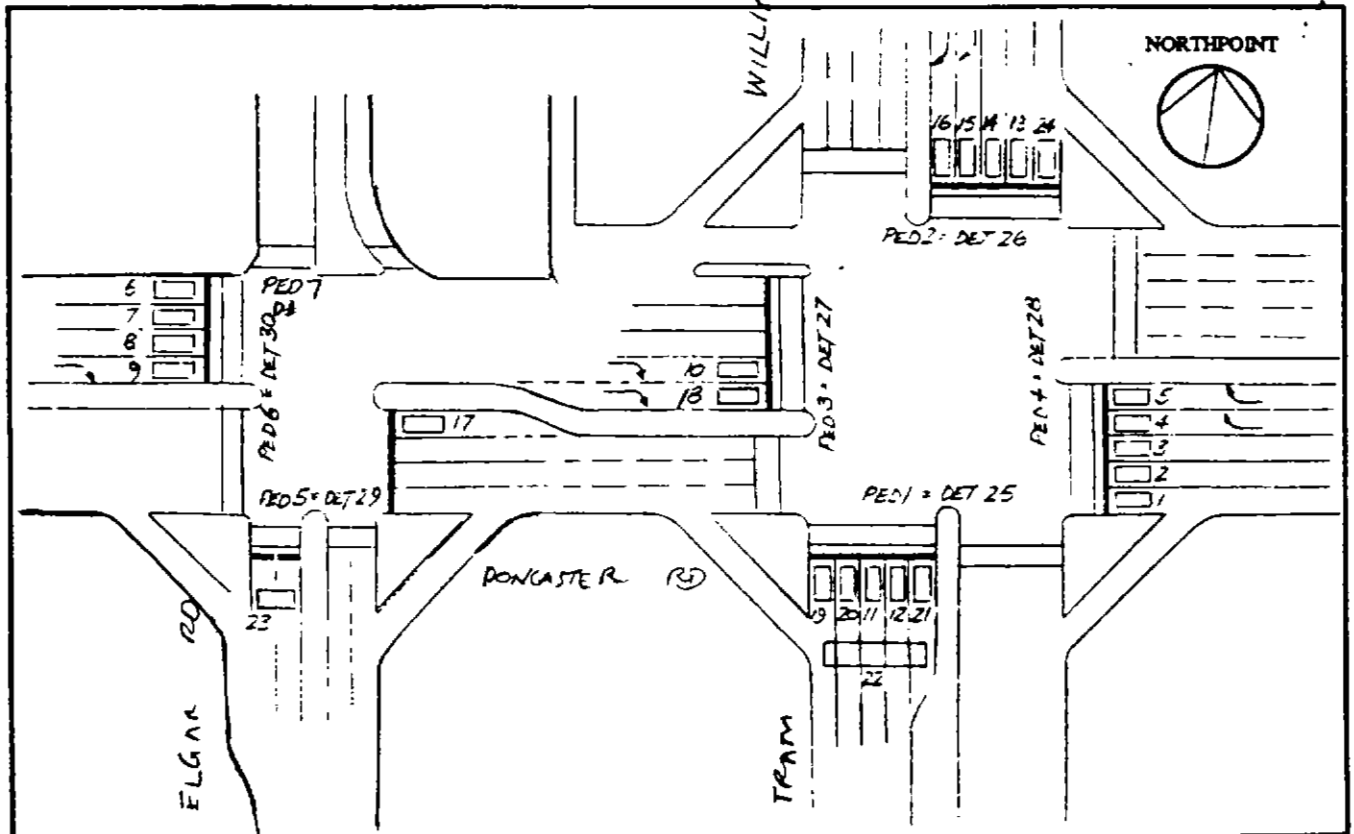 WILLI
NORTHPOINT
16 15 14 13 24
PED2 = DET 26
6
7
8
9
PED 7
PED6 = DET 30
10
18
17
PED3 = DET 27
PED4 = DET 28
5
4
3
2
1
PED5 = DET 29
PED1 = DET 25
DONCASTER RD
23
19 20 11 12 21
22
ELGAR RD
TRAM